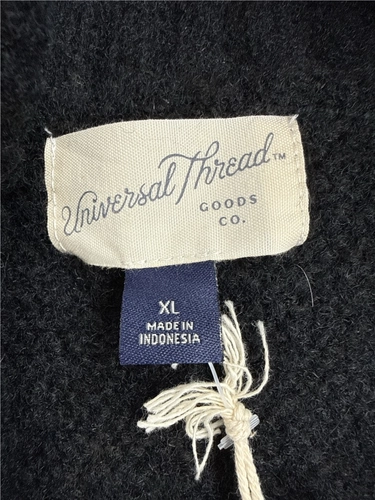 Universal Thread™
GOODS
CO.
XL
MADE IN
INDONESIA